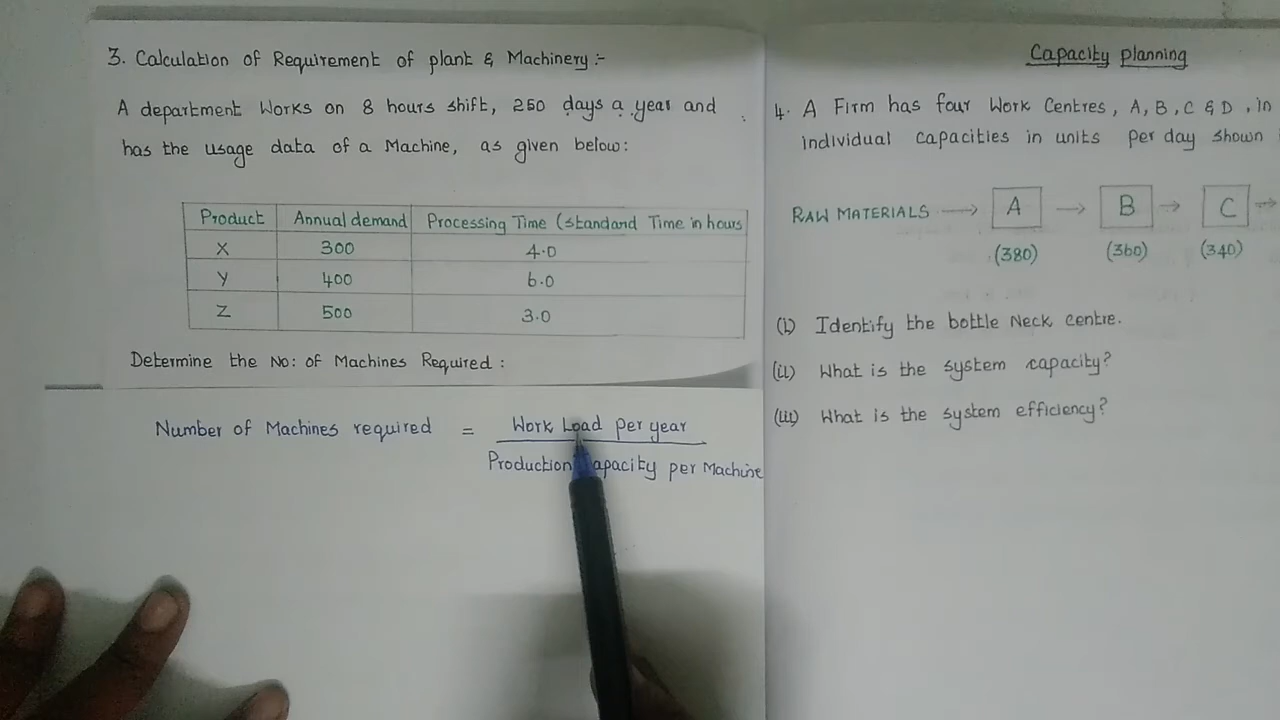 3. Calculation of Requirement of plant & Machinery :-
A department Works on 8 hours shift, 250 days a year and
has the usage data of a Machine, as given below:
Product Annual demand Processing Time (standard Time in hours
X 300 4.0
Y 400 6.0
Z 500 3.0
Determine the No: of Machines Required :
Number of Machines required = Work Load per year
Production Capacity per Machine
Capacity planning
4. A Firm has four Work Centres, A, B, C & D, in
individual capacities in units per day shown
RAW MATERIALS → A → B → C →
(380) (360) (340)
(i) Identify the bottle Neck centre.
(ii) What is the system capacity?
(iii) What is the system efficiency?